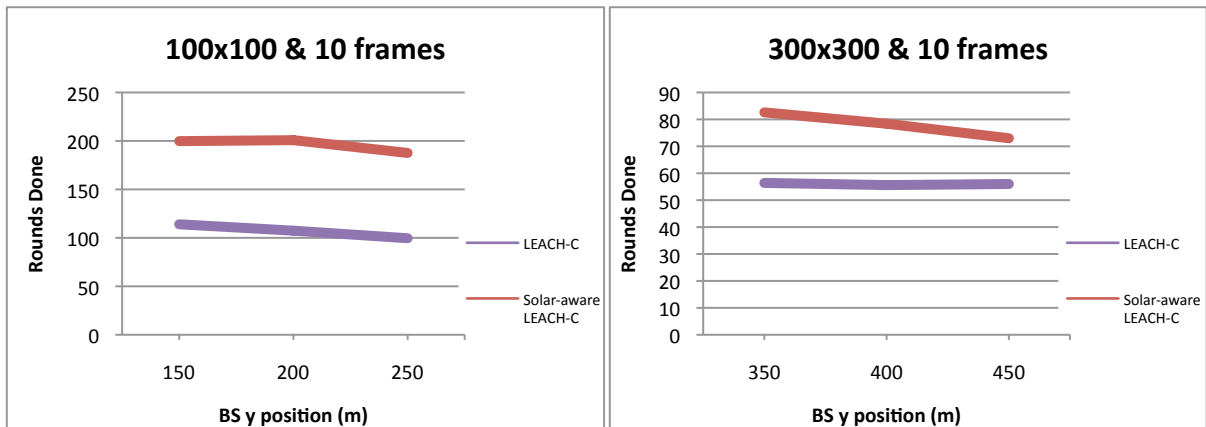 100x100 & 10 frames
250
200
150
100
50
0
Rounds Done
150 200 250
BS y position (m)
LEACH-C
Solar-aware
LEACH-C
300x300 & 10 frames
90
80
70
60
50
40
30
20
10
0
Rounds Done
350 400 450
BS y position (m)
LEACH-C
Solar-aware
LEACH-C